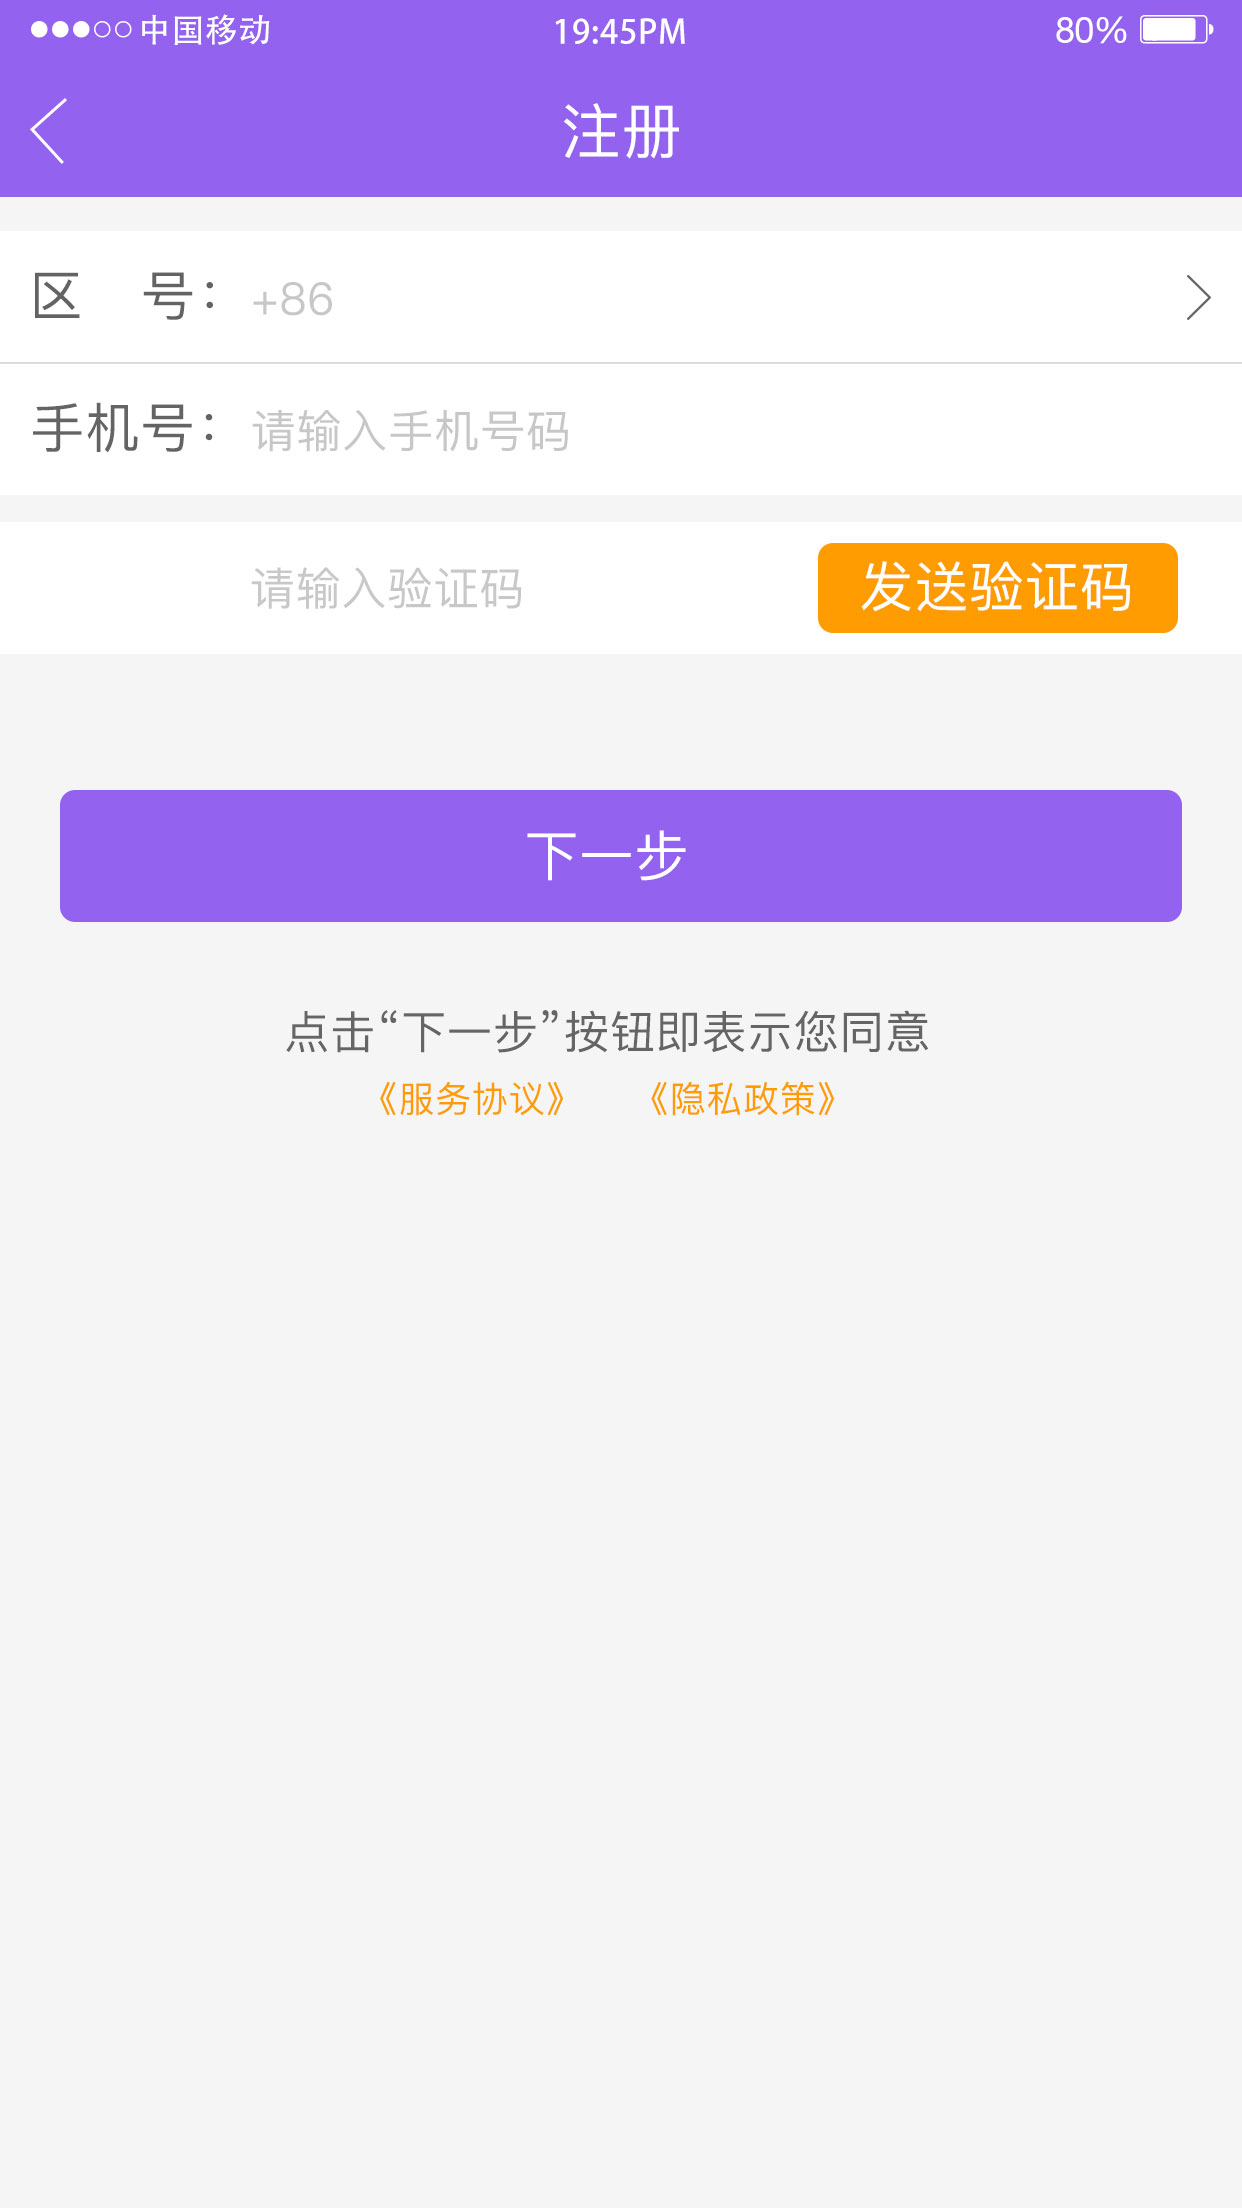 中国移动 19:45PM 80%
注册
区 号： +86
手机号： 请输入手机号码
请输入验证码 发送验证码
下一步
点击“下一步”按钮即表示您同意
《服务协议》 《隐私政策》